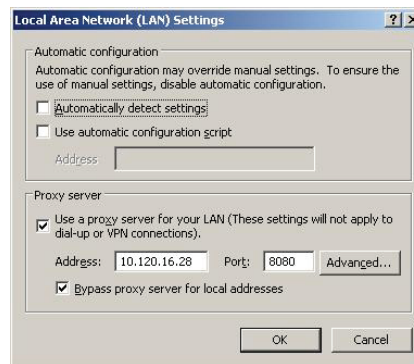 Local Area Network (LAN) Settings
Automatic configuration
Automatic configuration may override manual settings. To ensure the
use of manual settings, disable automatic configuration.
Automatically detect settings
Use automatic configuration script
Address
Proxy server
Use a proxy server for your LAN (These settings will not apply to
dial-up or VPN connections).
Address: 10.120.16.28 Port: 8080 Advanced...
Bypass proxy server for local addresses
OK Cancel